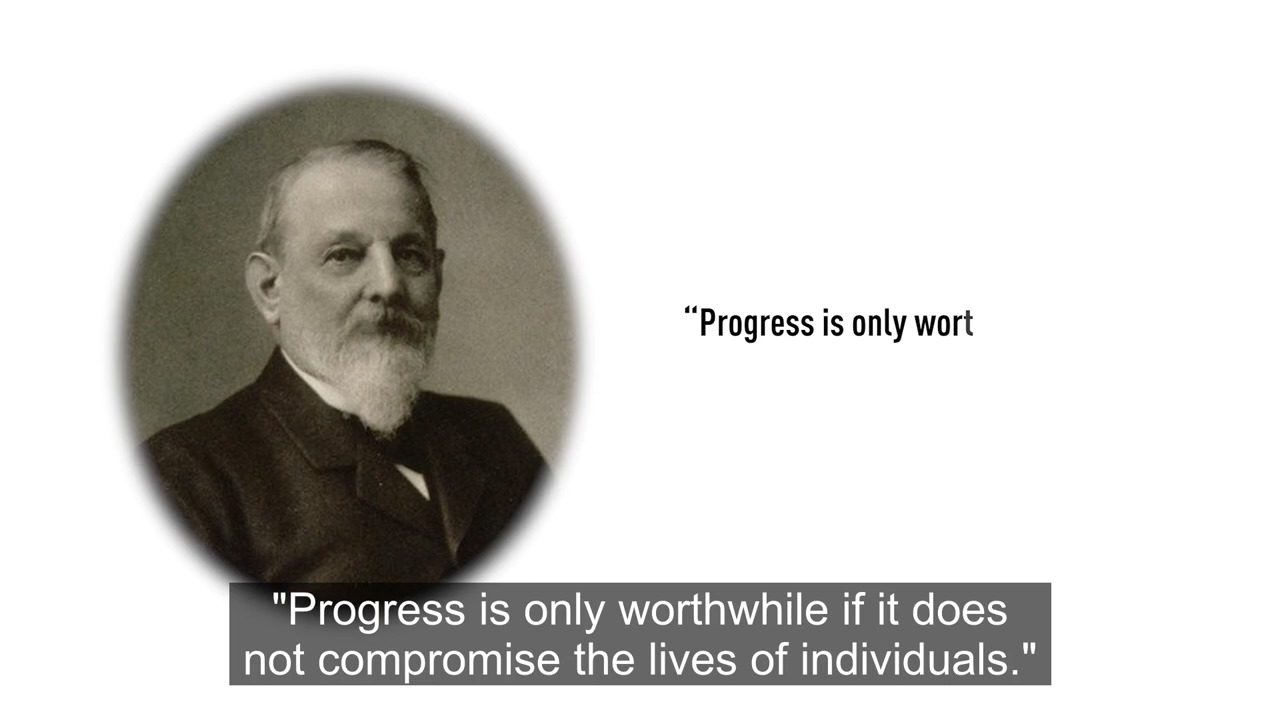 “Progress is only wort
"Progress is only worthwhile if it does
not compromise the lives of individuals."